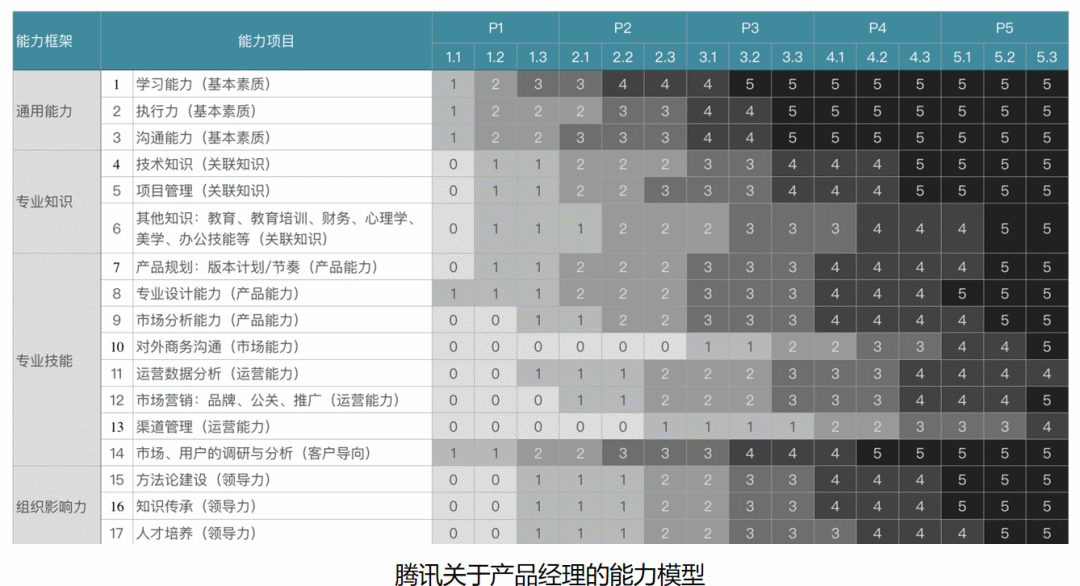 能力框架 能力项目 P1 P2 P3 P4 P5
1.1 1.2 1.3 2.1 2.2 2.3 3.1 3.2 3.3 4.1 4.2 4.3 5.1 5.2 5.3
通用能力
1 学习能力（基本素质） 1 2 3 3 4 4 4 5 5 5 5 5 5 5 5
2 执行力（基本素质） 1 2 2 2 3 3 4 4 5 5 5 5 5 5 5
3 沟通能力（基本素质） 1 2 2 3 3 3 4 4 5 5 5 5 5 5 5
专业知识
4 技术知识（关联知识） 0 1 1 2 2 2 3 3 4 4 4 5 5 5 5
5 项目管理（关联知识） 0 1 1 2 2 3 3 3 4 4 4 5 5 5 5
6 其他知识：教育、教育培训、财务、心理学、
美学、办公技能等（关联知识） 0 1 1 1 2 2 2 3 3 3 4 4 4 5 5
专业技能
7 产品规划：版本计划/节奏（产品能力） 0 1 1 2 2 2 3 3 3 4 4 4 4 5 5
8 专业设计能力（产品能力） 1 1 1 2 2 2 3 3 3 4 4 4 5 5 5
9 市场分析能力（产品能力） 0 0 1 1 2 2 3 3 3 4 4 4 4 5 5
10 对外商务沟通（市场能力） 0 0 0 0 0 0 1 1 2 2 3 3 4 4 5
11 运营数据分析（运营能力） 0 0 1 1 1 2 2 2 3 3 3 4 4 4 4
12 市场营销：品牌、公关、推广（运营能力） 0 0 0 1 1 2 2 2 3 3 3 4 4 4 5
13 渠道管理（运营能力） 0 0 0 0 0 1 1 1 1 2 2 3 3 3 4
14 市场、用户的调研与分析（客户导向） 1 1 2 2 3 3 3 4 4 4 5 5 5 5 5
组织影响力
15 方法论建设（领导力） 0 0 1 1 1 2 2 3 3 4 4 4 5 5 5
16 知识传承（领导力） 0 0 1 1 1 2 2 3 3 4 4 4 5 5 5
17 人才培养（领导力） 0 0 1 1 1 2 2 3 3 3 4 4 4 5 5
腾讯关于产品经理的能力模型